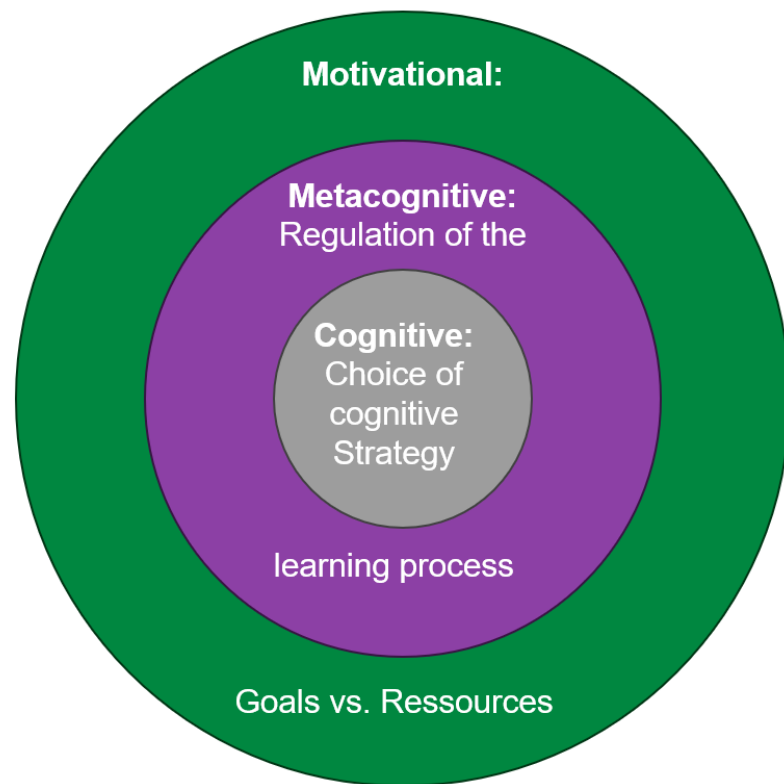 Motivational:
Metacognitive:
Regulation of the
Cognitive:
Choice of
cognitive
Strategy
learning process
Goals vs. Ressources